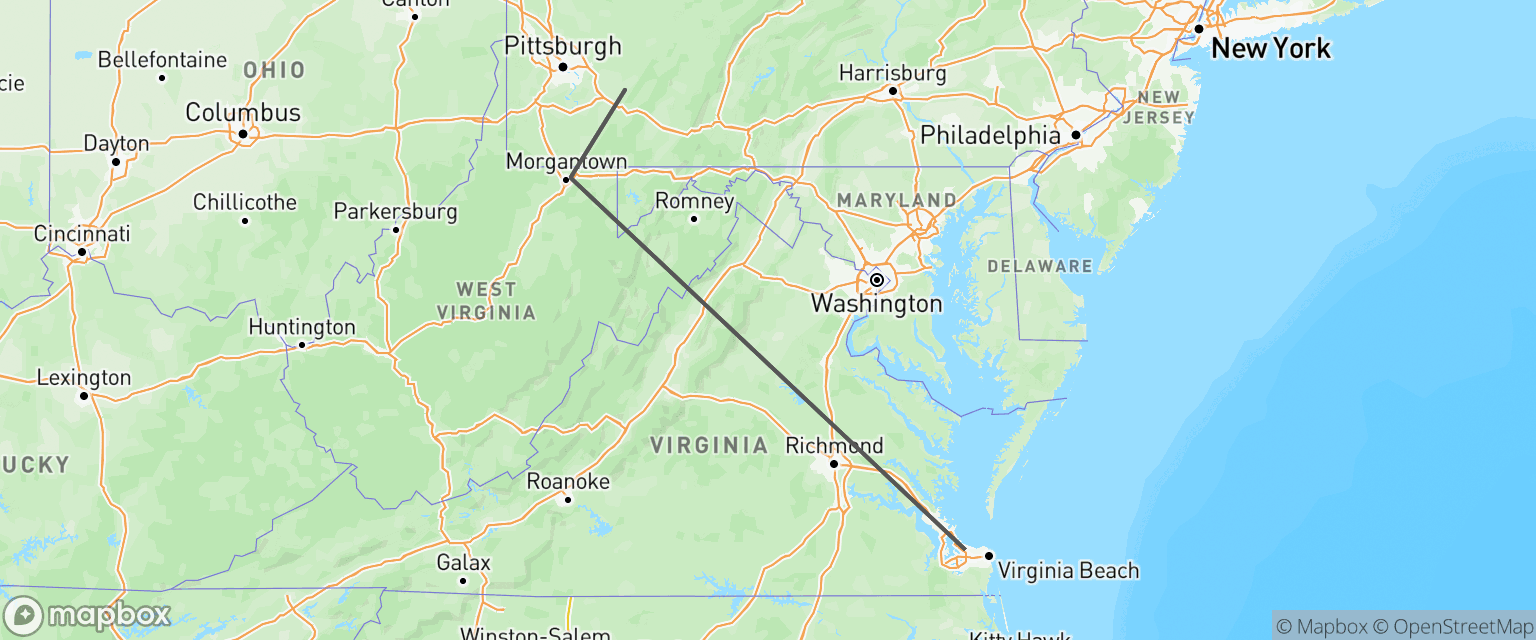 Canton
Pittsburgh
New York
Bellefontaine
OHIO
cie
Harrisburg
Columbus
NEW
JERSEY
Philadelphia
Dayton
Morgantown
Chillicothe
Romney
MARYLAND
Parkersburg
Cincinnati
DELAWARE
WEST
VIRGINIA
Washington
Huntington
Lexington
VIRGINIA
Richmond
UCKY
Roanoke
Galax
Virginia Beach
mapbox
Winston-Salem
Kitty Hawk
© Mapbox © OpenStreetMap